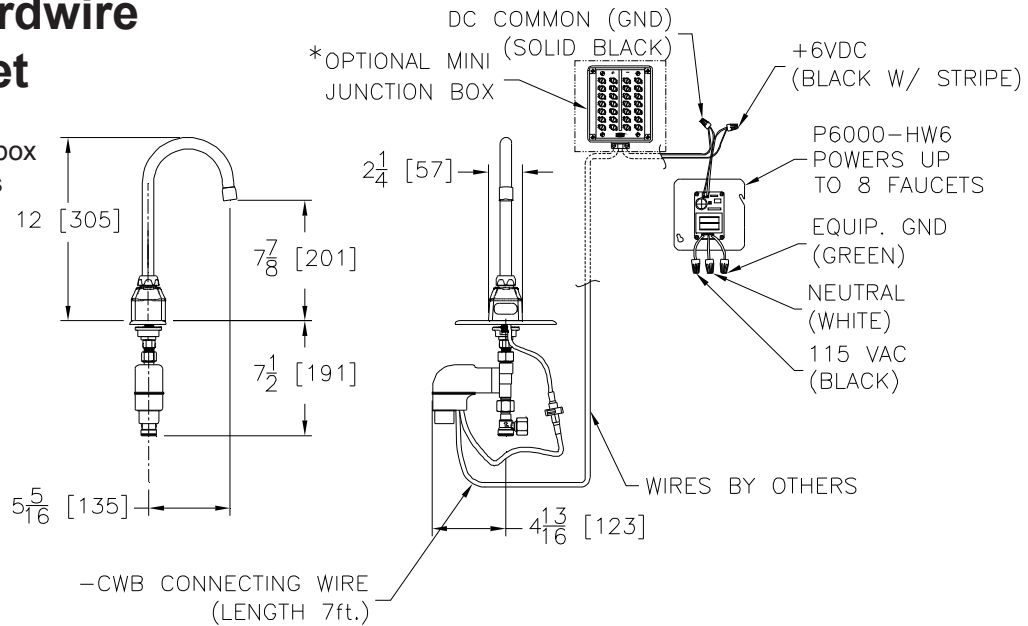 rdwire
et
box
s
DC COMMON (GND)
(SOLID BLACK)
*OPTIONAL MINI
JUNCTION BOX
+6VDC
(BLACK W/ STRIPE)
P6000-HW6
POWERS UP
TO 8 FAUCETS
EQUIP. GND
(GREEN)
NEUTRAL
(WHITE)
115 VAC
(BLACK)
2 1/4 [57]
12 [305]
7 7/8 [201]
7 1/2 [191]
5 5/16 [135]
4 13/16 [123]
WIRES BY OTHERS
-CWB CONNECTING WIRE
(LENGTH 7ft.)